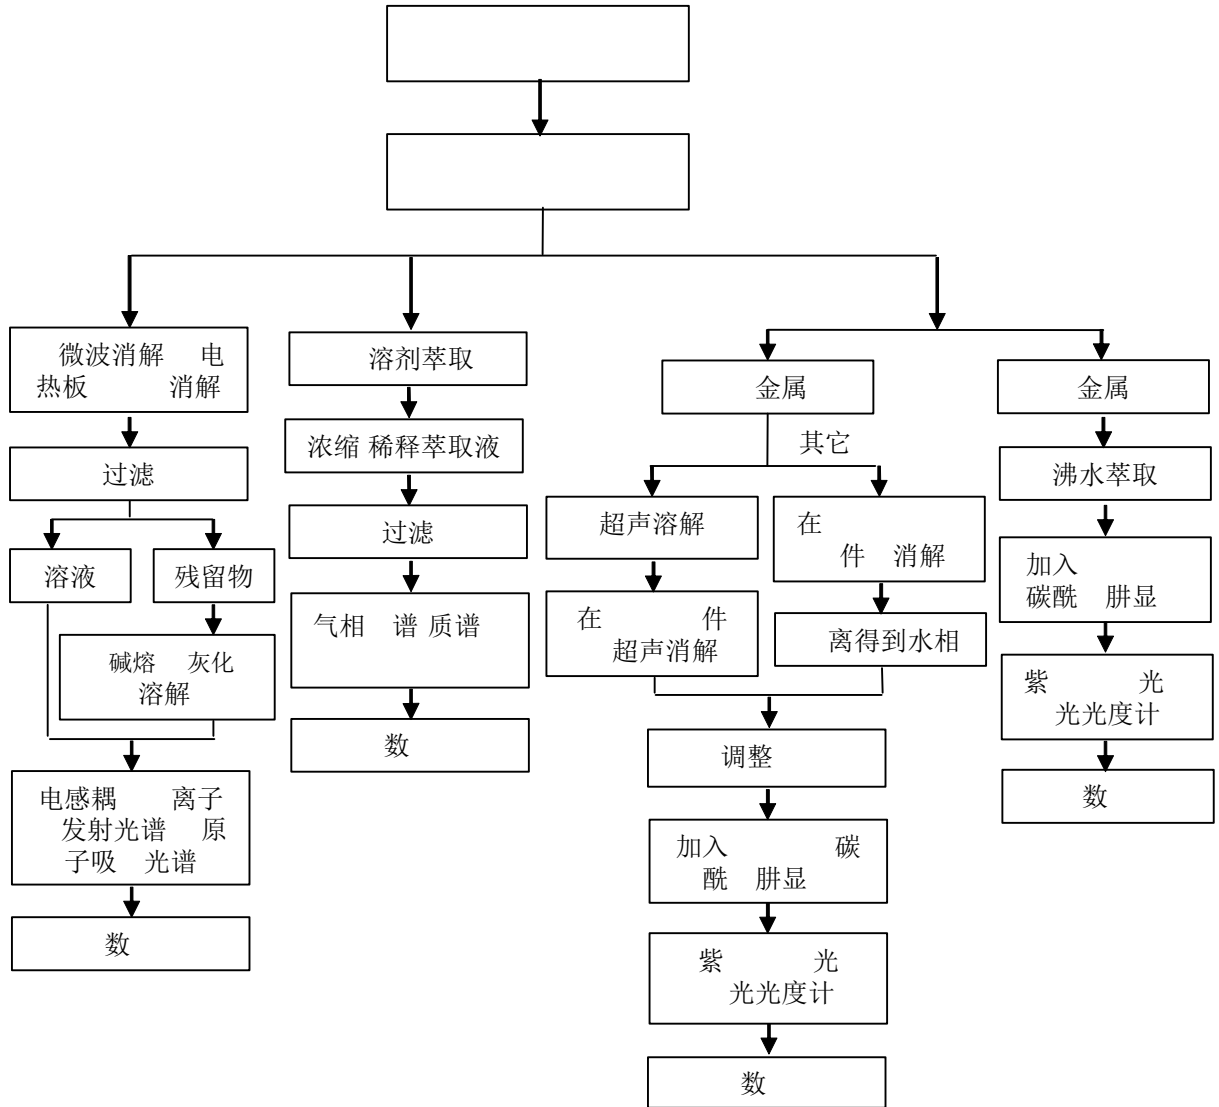 微波消解 电
热板 消解
过滤
溶液
残留物
碱熔 灰化
溶解
电感耦 离子
发射光谱 原
子吸 光谱
数
溶剂萃取
浓缩 稀释萃取液
过滤
气相 谱 质谱
数
金属
其它
超声溶解
在 件
超声消解
在
件 消解
离得到水相
调整
加入 碳
酰 肼显
紫 光
光光度计
数
金属
沸水萃取
加入
碳酰 肼显
紫 光
光光度计
数